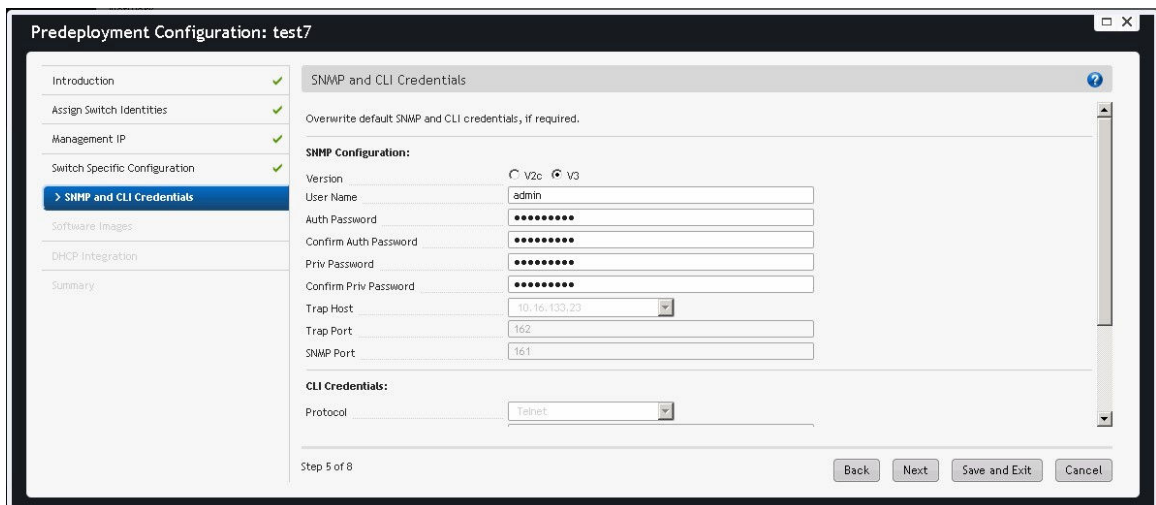 Predeployment Configuration: test7
Introduction
Assign Switch Identities
Management IP
Switch Specific Configuration
> SNMP and CLI Credentials
Software Images
DHCP Integration
Summary
SNMP and CLI Credentials
Overwrite default SNMP and CLI credentials, if required.
SNMP Configuration:
Version V2c V3
User Name admin
Auth Password •••••••••
Confirm Auth Password •••••••••
Priv Password •••••••••
Confirm Priv Password •••••••••
Trap Host 10.16.133.23
Trap Port 162
SNMP Port 161
CLI Credentials:
Protocol Telnet
Step 5 of 8
Back Next Save and Exit Cancel